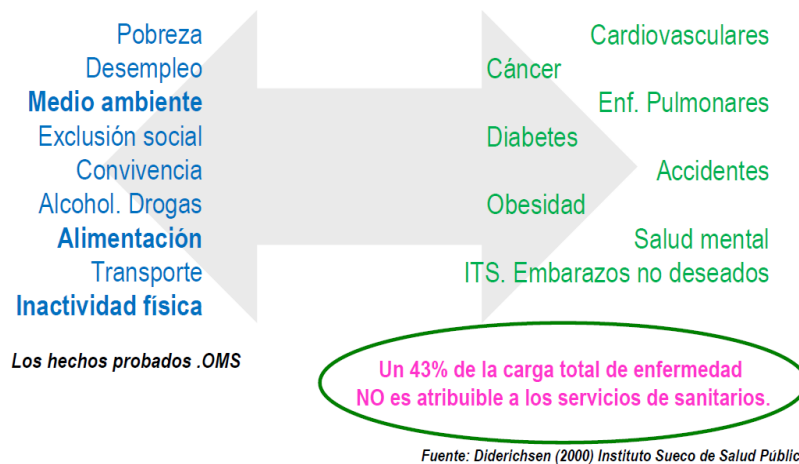 Pobreza
Desempleo
Medio ambiente
Exclusión social
Convivencia
Alcohol. Drogas
Alimentación
Transporte
Inactividad física
Los hechos probados .OMS
Cardiovasculares
Cáncer
Enf. Pulmonares
Diabetes
Accidentes
Obesidad
Salud mental
ITS. Embarazos no deseados
Un 43% de la carga total de enfermedad
NO es atribuible a los servicios de sanitarios.
Fuente: Diderichsen (2000) Instituto Sueco de Salud Públic